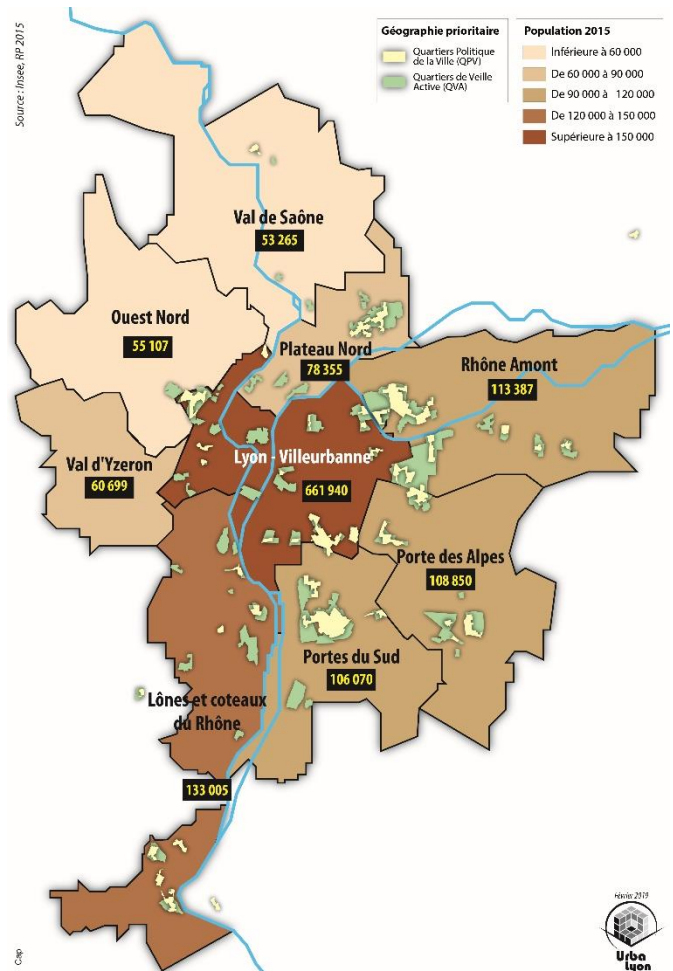 Source : Insee, RP 2015
Géographie prioritaire
Quartiers Politique
de la Ville (QPV)
Quartiers de Veille
Active (QVA)
Population 2015
Inférieure à 60 000
De 60 000 à 90 000
De 90 000 à 120 000
De 120 000 à 150 000
Supérieure à 150 000
Val de Saône
53 265
Ouest Nord
55 107
Plateau Nord
78 355
Rhône Amont
113 387
Val d'Yzeron
60 699
Lyon - Villeurbanne
661 940
Porte des Alpes
108 850
Portes du Sud
106 070
Lônes et coteaux
du Rhône
133 005
Cap
Février 2019
Urba
Lyon